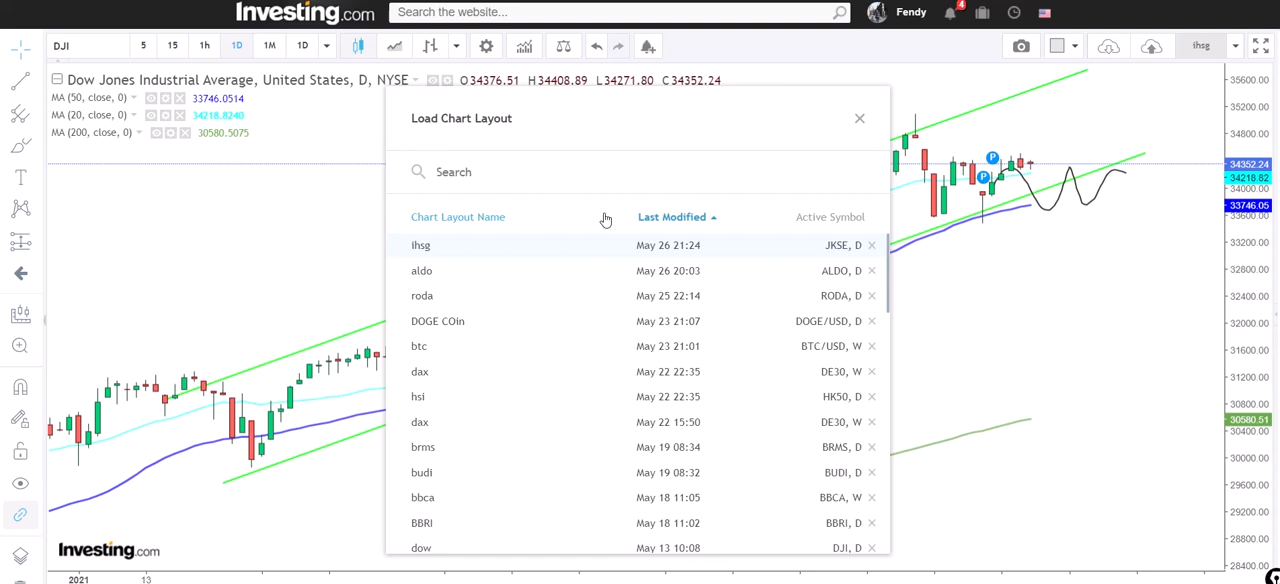 Investing.com
Search the website...
Fendy
4
DJI 5 15 1h 1D 1M 1D
ihsg
Dow Jones Industrial Average, United States, D, NYSE
O34376.51 H34408.89 L34271.80 C34352.24
MA (50, close, 0) 33746.0514
MA (20, close, 0) 34218.8240
MA (200, close, 0) 30580.5075
Load Chart Layout
Search
Chart Layout Name Last Modified Active Symbol
ihsg May 26 21:24 JKSE, D
aldo May 26 20:03 ALDO, D
roda May 25 22:14 RODA, D
DOGE COin May 23 21:07 DOGE/USD, D
btc May 23 21:01 BTC/USD, W
dax May 22 22:35 DE30, W
hsi May 22 22:35 HK50, D
dax May 22 15:50 DE30, W
brms May 19 08:34 BRMS, D
budi May 19 08:32 BUDI, D
bbca May 18 11:05 BBCA, W
BBRI May 18 11:02 BBRI, D
dow May 13 10:08 DJI, D
P
P
35600.00
35200.00
34800.00
34352.24
34218.82
34000.00
33746.05
33600.00
33200.00
32800.00
32400.00
32000.00
31600.00
31200.00
30800.00
30580.51
30400.00
30000.00
29600.00
29200.00
28800.00
28400.00
Investing.com
2021 13